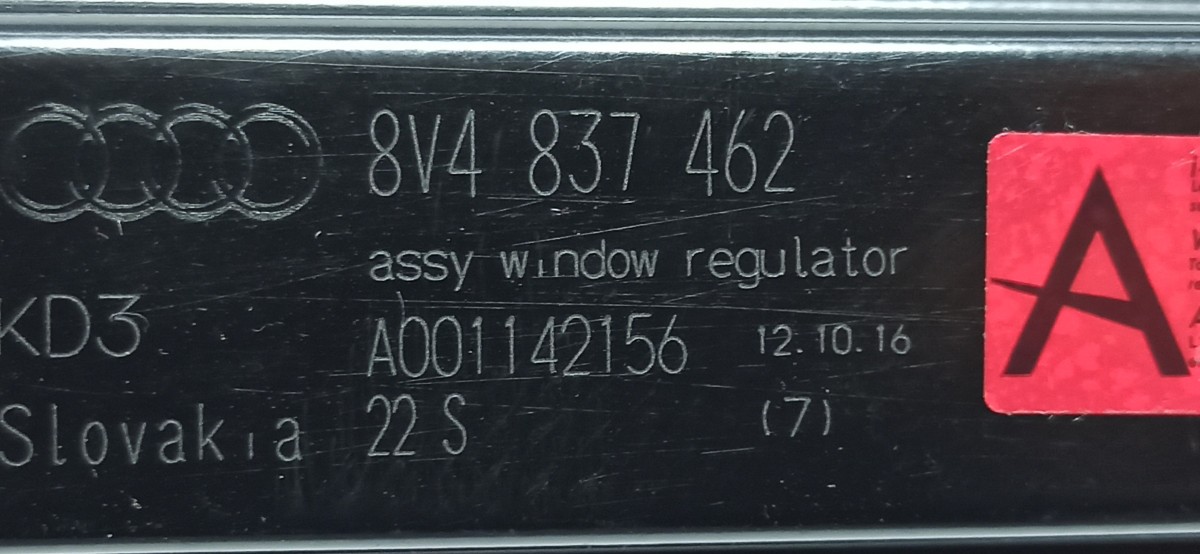 8V4 837 462
assy window regulator
KD3
A001142156 12.10.16
Slovakia 22 S (7)
A